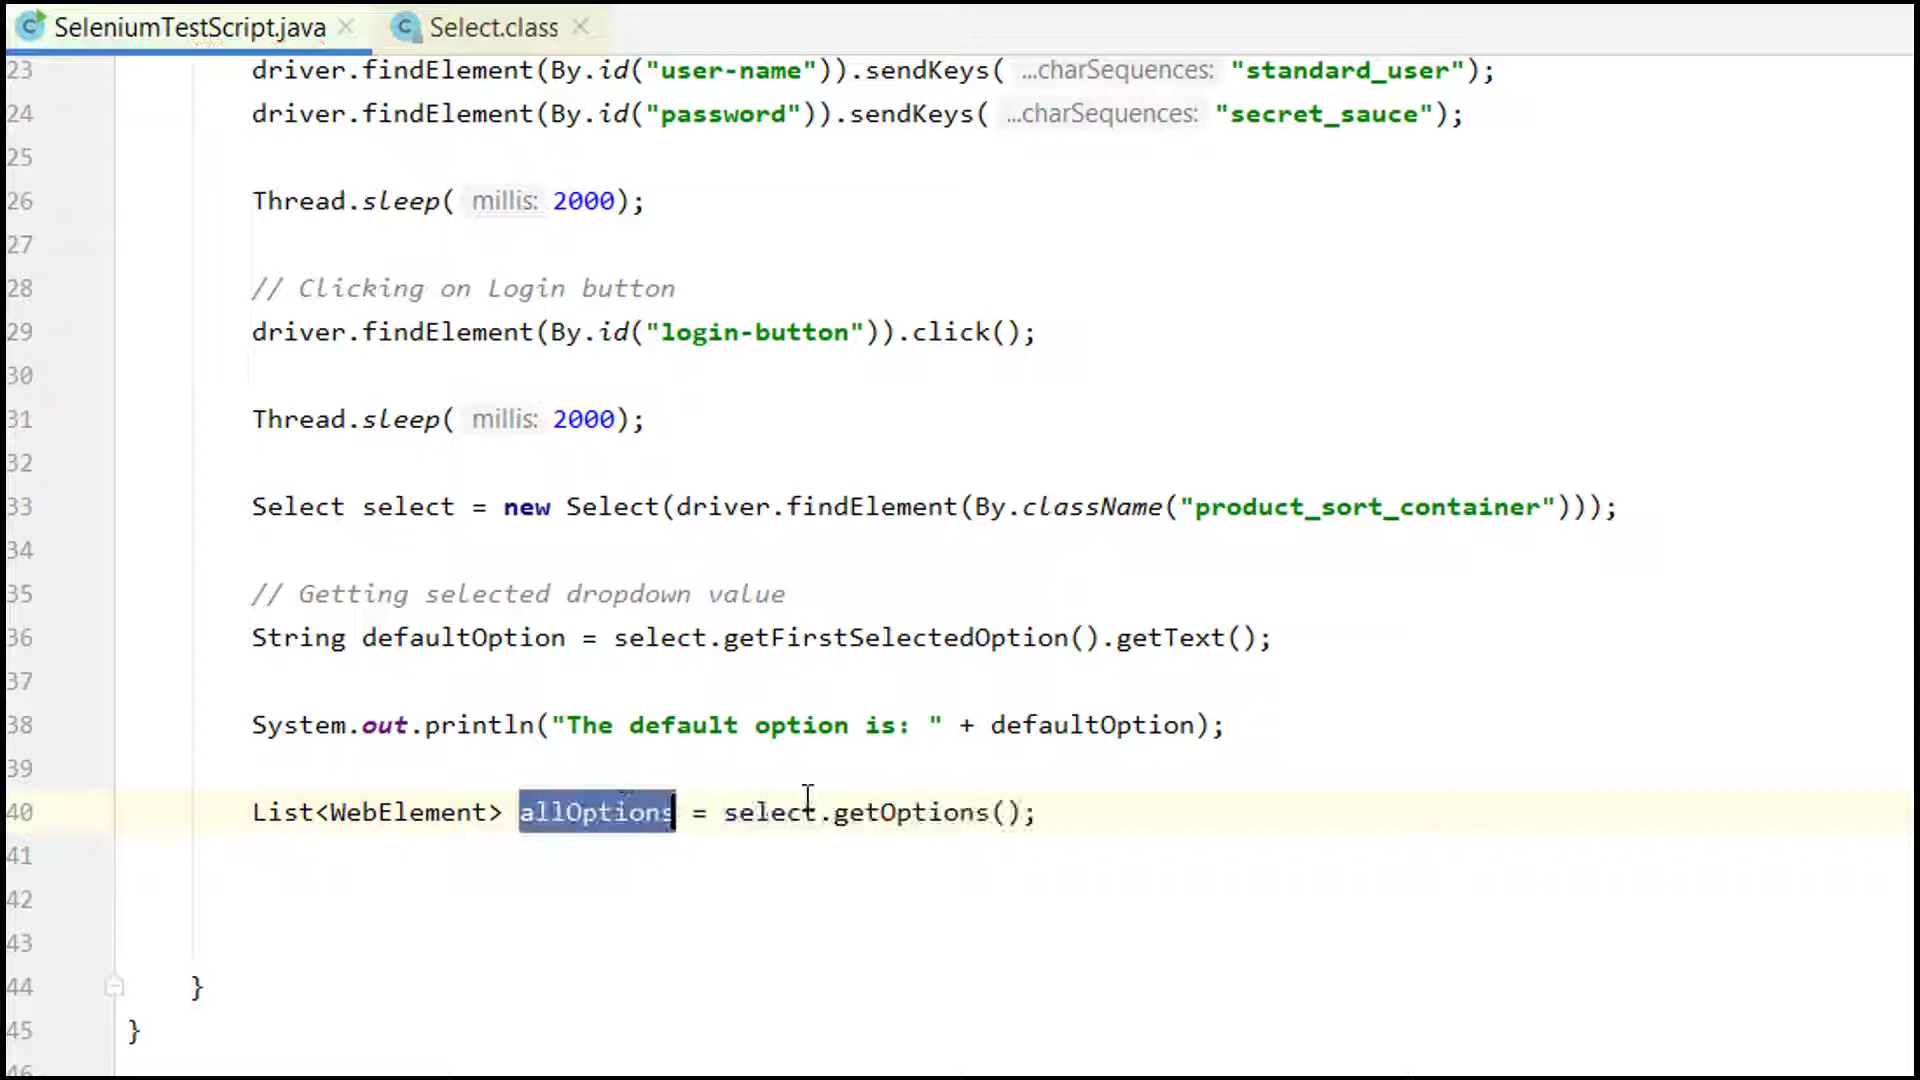 SeleniumTestScript.java Select.class
23 driver.findElement(By.id("user-name")).sendKeys( ...charSequences: "standard_user");
24 driver.findElement(By.id("password")).sendKeys( ...charSequences: "secret_sauce");
25
26 Thread.sleep( millis: 2000);
27
28 // Clicking on Login button
29 driver.findElement(By.id("login-button")).click();
30
31 Thread.sleep( millis: 2000);
32
33 Select select = new Select(driver.findElement(By.className("product_sort_container")));
34
35 // Getting selected dropdown value
36 String defaultOption = select.getFirstSelectedOption().getText();
37
38 System.out.println("The default option is: " + defaultOption);
39
40 List<WebElement> allOptions = select.getOptions();
41
42
43
44 }
45 }
46